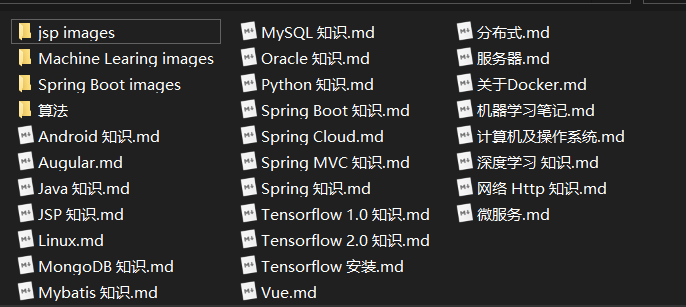 jsp images
Machine Learing images
Spring Boot images
算法
Android 知识.md
Augular.md
Java 知识.md
JSP 知识.md
Linux.md
MongoDB 知识.md
Mybatis 知识.md
MySQL 知识.md
Oracle 知识.md
Python 知识.md
Spring Boot 知识.md
Spring Cloud.md
Spring MVC 知识.md
Spring 知识.md
Tensorflow 1.0 知识.md
Tensorflow 2.0 知识.md
Tensorflow 安装.md
Vue.md
分布式.md
服务器.md
关于Docker.md
机器学习笔记.md
计算机及操作系统.md
深度学习 知识.md
网络 Http 知识.md
微服务.md